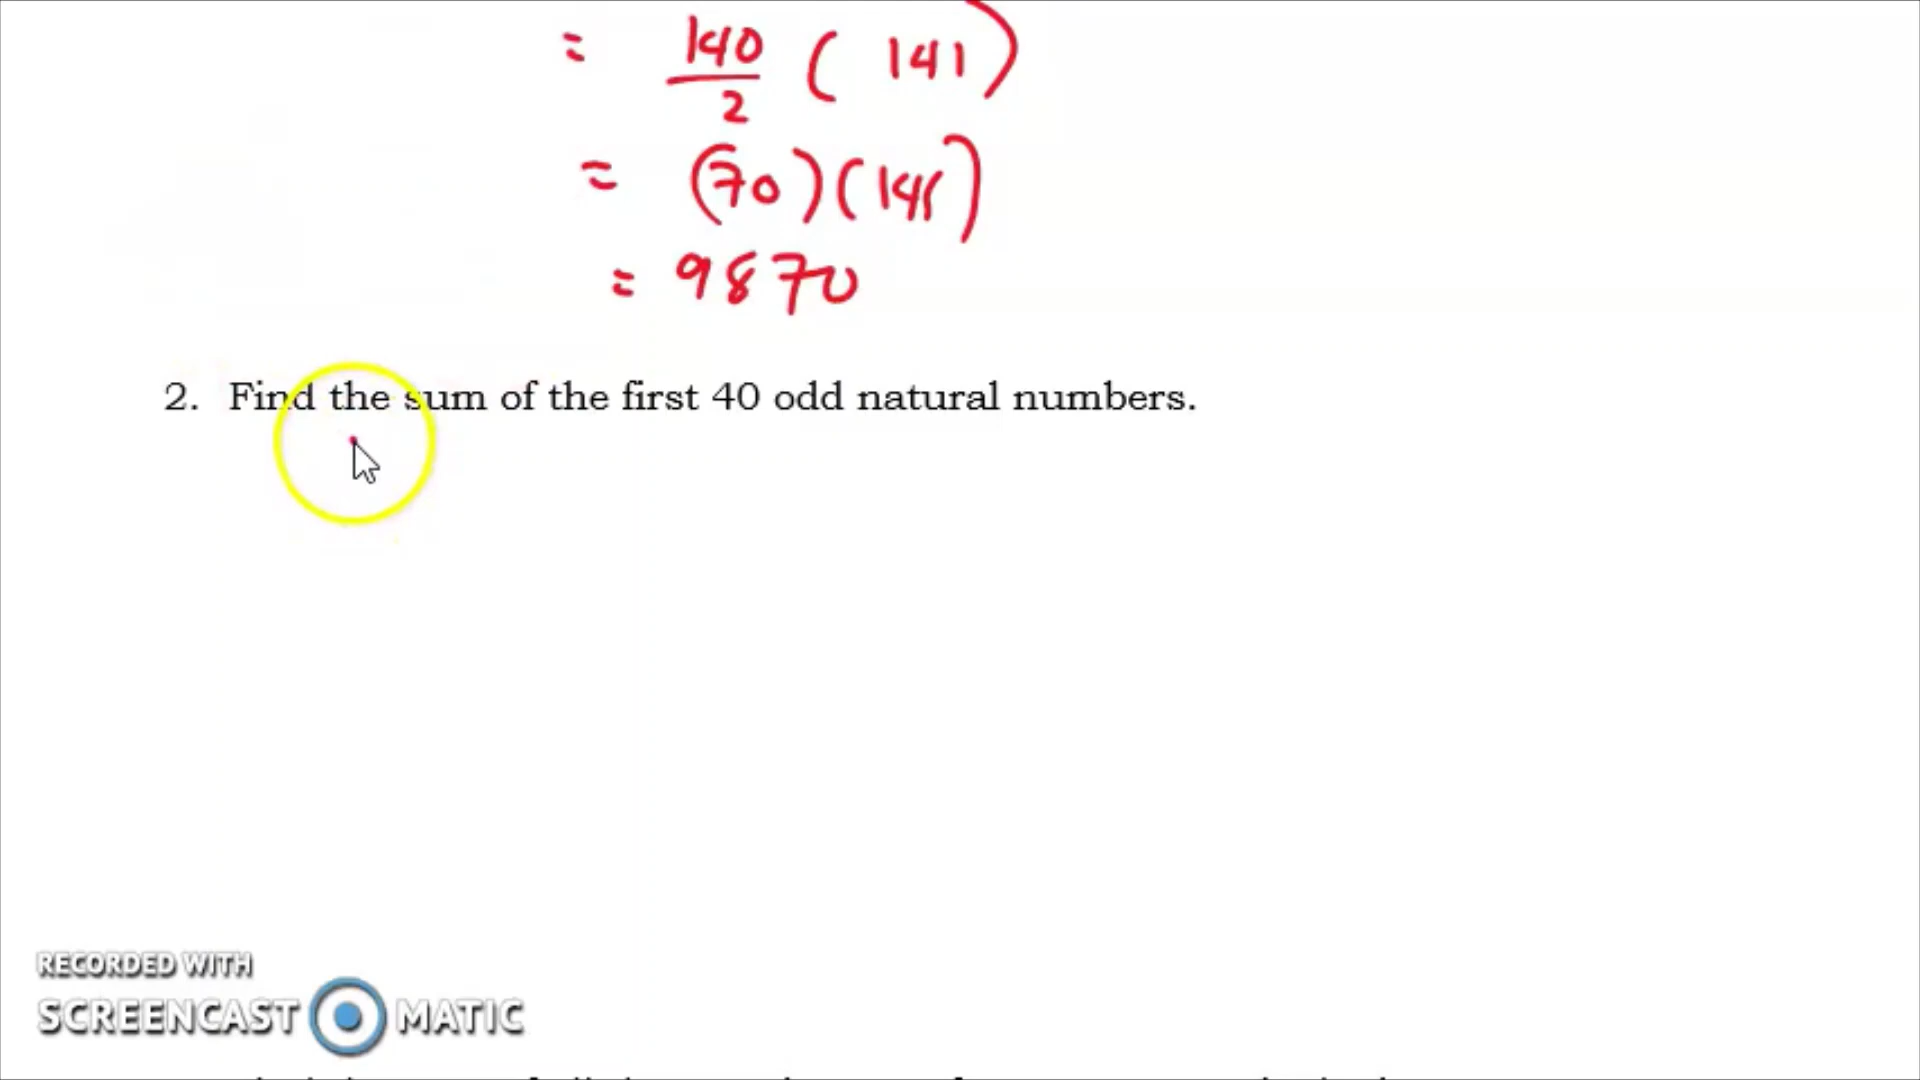 = 140/2 ( 141 )
= (70)(141)
= 9870
2. Find the sum of the first 40 odd natural numbers.
RECORDED WITH
SCREENCAST MATIC